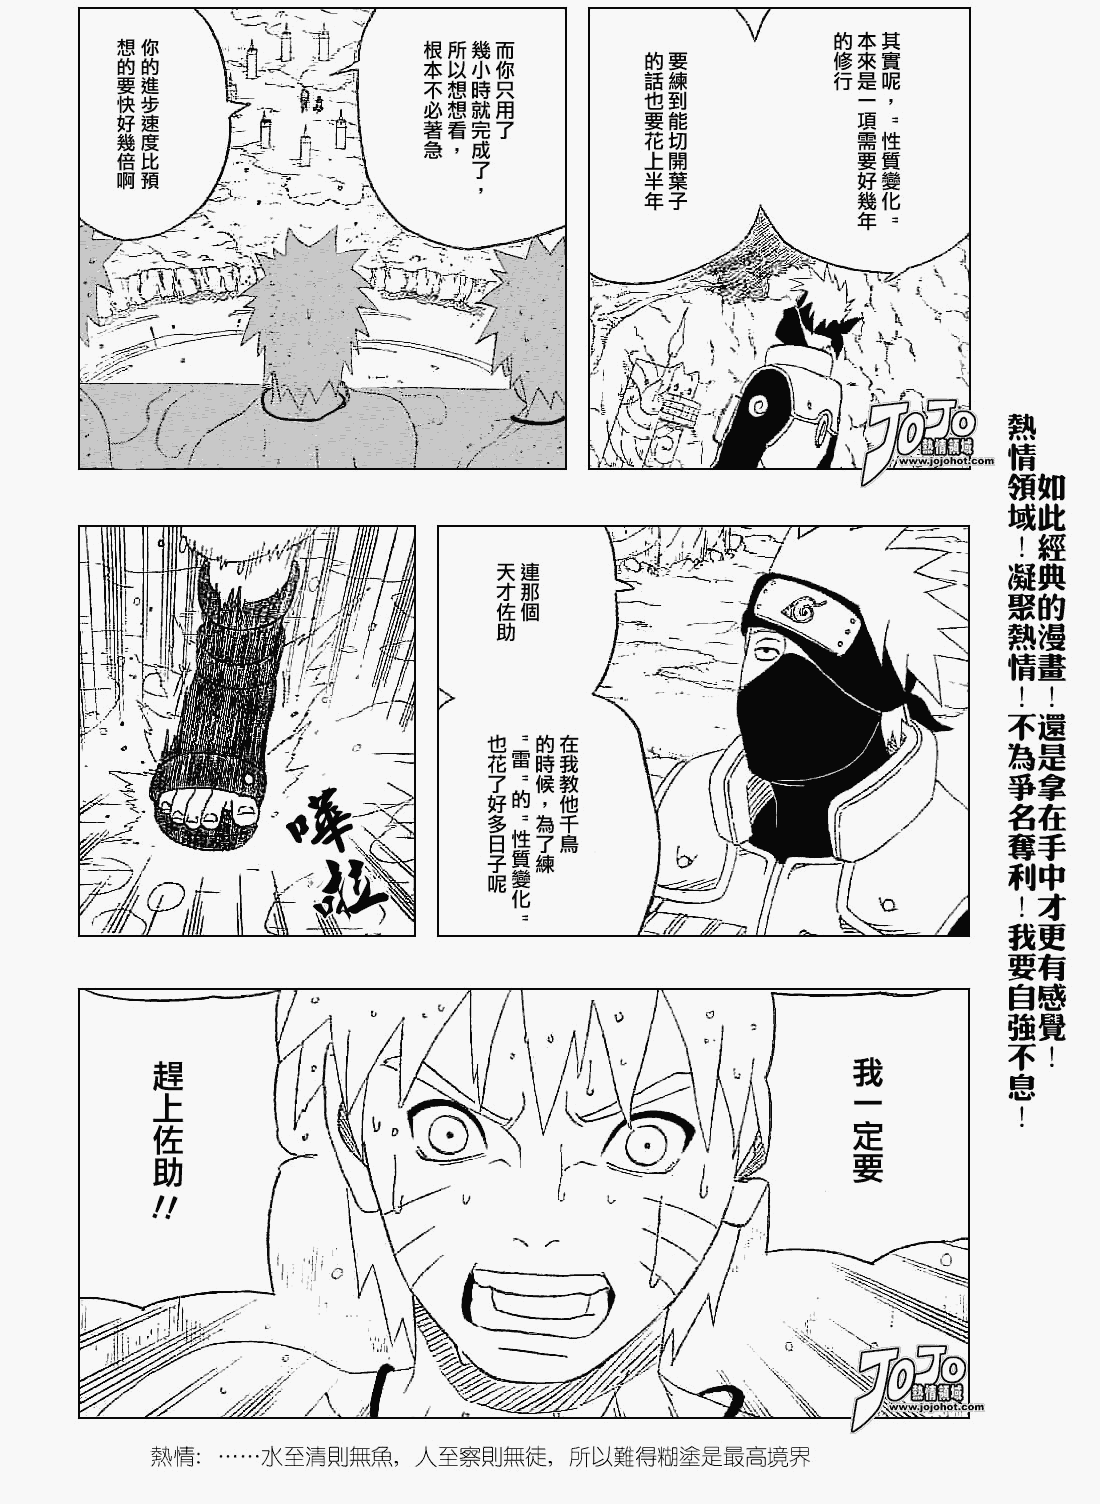 其實呢，"性質變化"
本來是一項需要好幾年
的修行
要練到能切開葉子
的話也要花上半年
而你只用了
幾小時就完成了，
所以想想看，
根本不必著急
你的進步速度比預
想的要快好幾倍啊
JOJO
熱情領域
www.jojohot.com
連那個
天才佐助
在我教他千鳥
的時候，為了練
"雷"的"性質變化"
也花了好多日子呢
嘩啦
我一定要
趕上佐助!!
JOJO
熱情領域
www.jojohot.com
如此經典的漫畫！還是拿在手中才更有感覺！
熱情領域！凝聚熱情！不為爭名奪利！我要自強不息！
熱情：……水至清則無魚，人至察則無徒，所以難得糊塗是最高境界